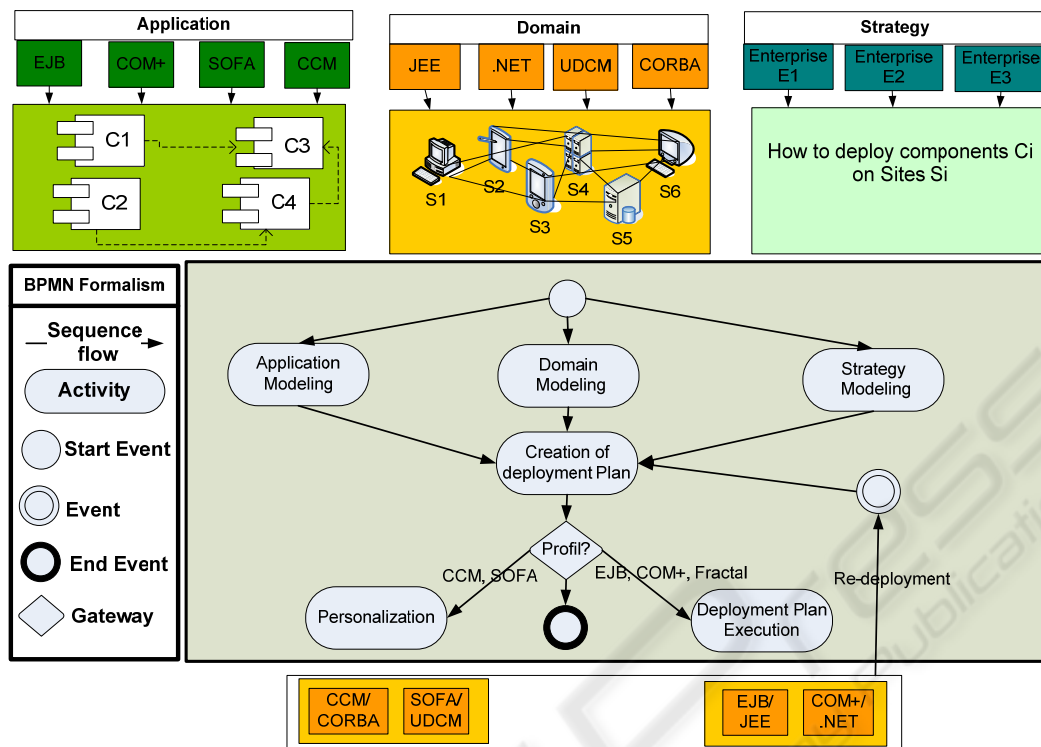 Application
EJB
COM+
SOFA
CCM
C1
C2
C3
C4
Domain
JEE
.NET
UDCM
CORBA
S1
S2
S3
S4
S5
S6
Strategy
Enterprise
E1
Enterprise
E2
Enterprise
E3
How to deploy components Ci
on Sites Si
BPMN Formalism
Sequence
flow
Activity
Start Event
Event
End Event
Gateway
Application
Modeling
Domain
Modeling
Strategy
Modeling
Creation of
deployment Plan
Profil?
CCM, SOFA
EJB, COM+, Fractal
Re-deployment
Personalization
Deployment Plan
Execution
CCM/
CORBA
SOFA/
UDCM
EJB/
JEE
COM+/
.NET